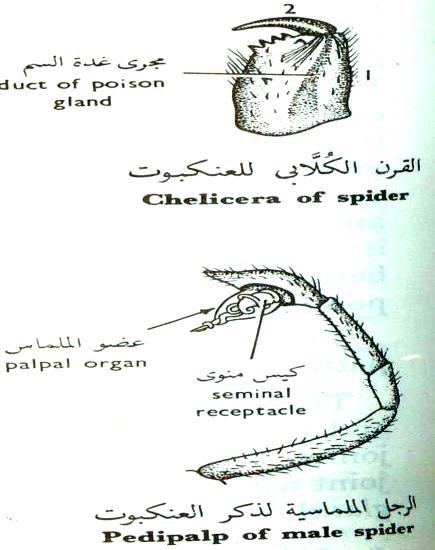 2
مجرى غدة السم
duct of poison
gland
1
القرن الكُلَّابى للعنكبوت
Chelicera of spider
عضو الملماس
palpal organ
كيس منوى
seminal
receptacle
الرجل الملماسية لذكر العنكبوت
Pedipalp of male spider